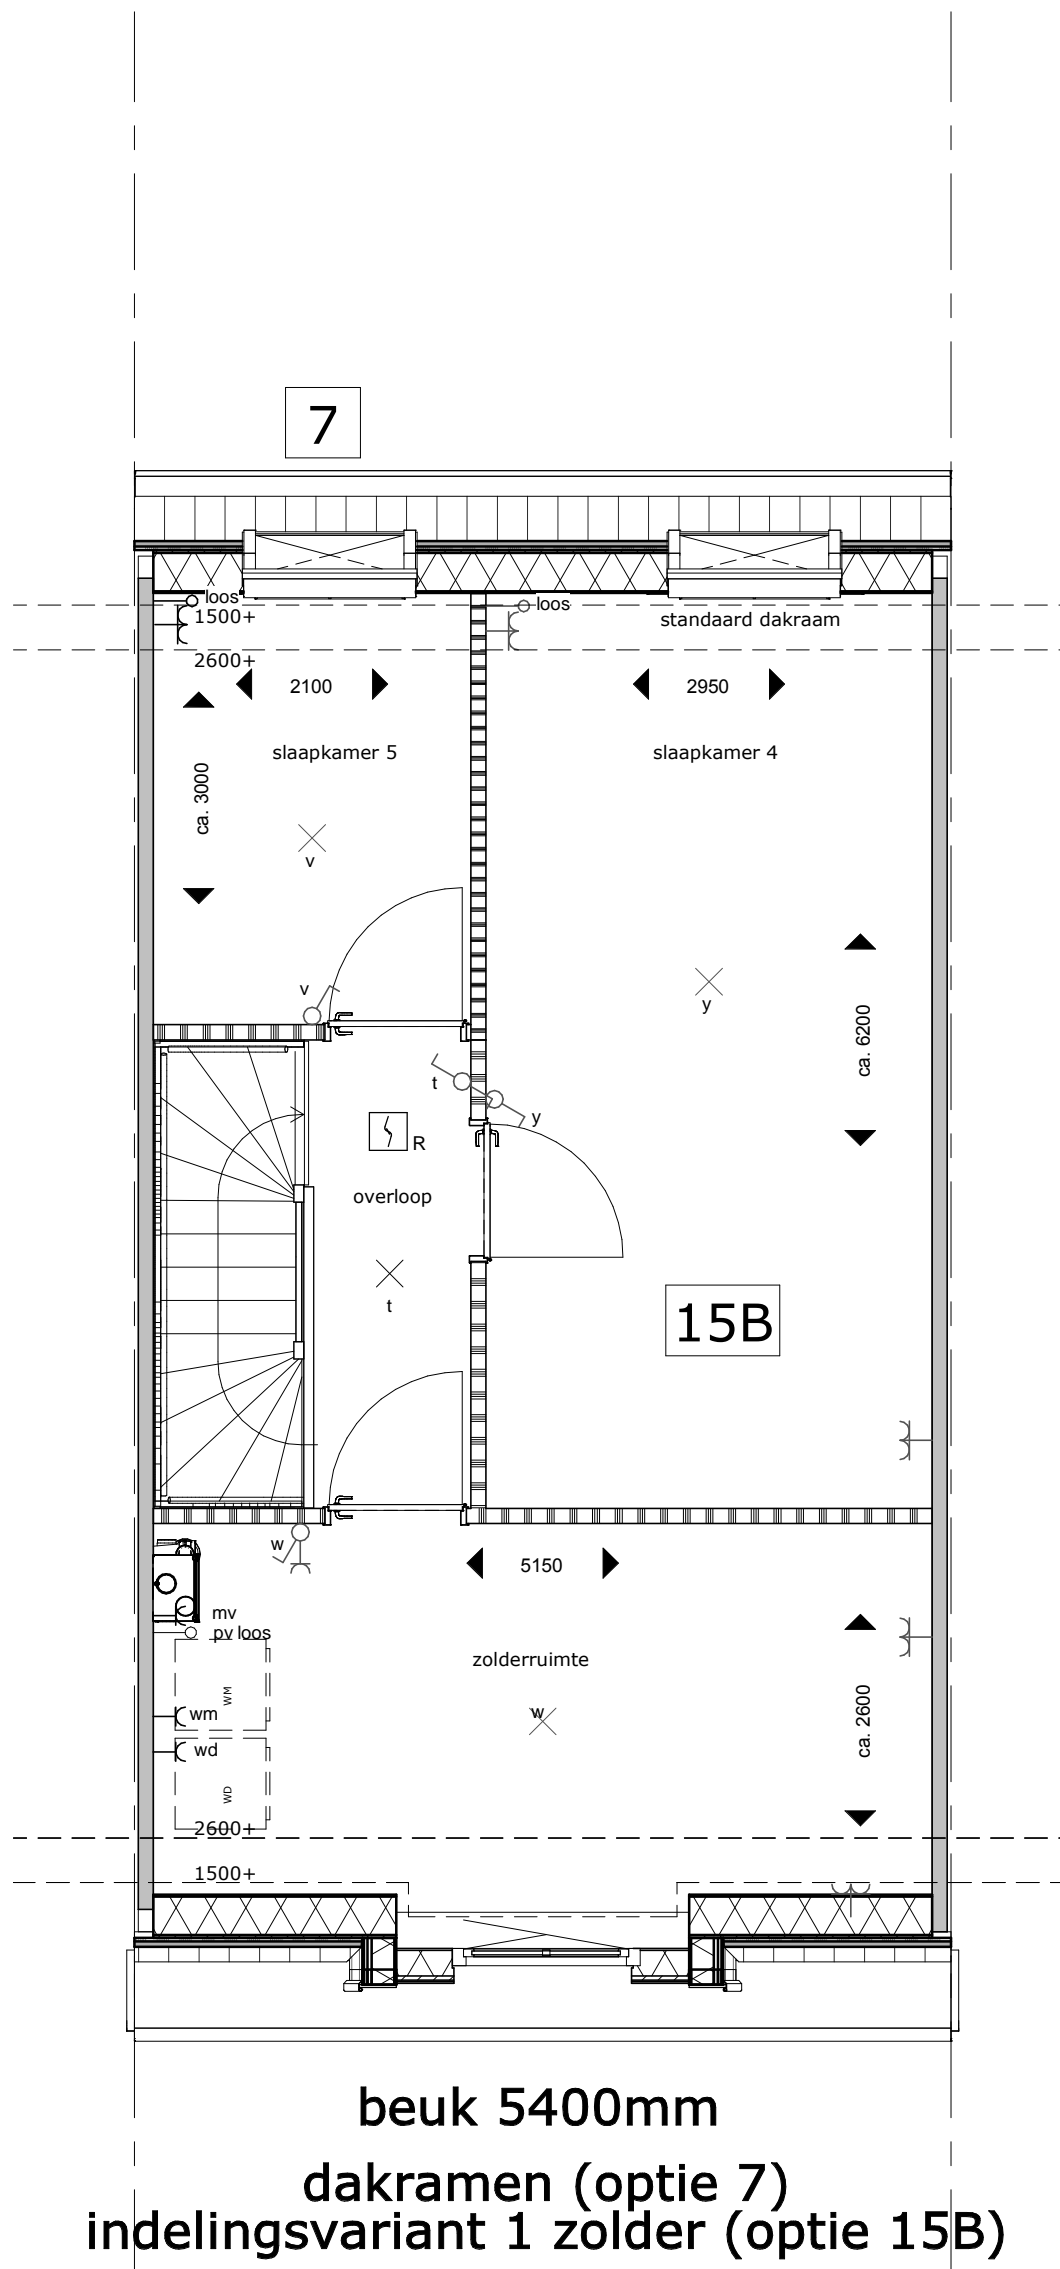 7
loos
1500+
2600+
loos
standaard dakraam
2100
2950
slaapkamer 5
slaapkamer 4
ca. 3000
v
v
y
ca. 6200
t
y
R
overloop
t
15B
w
5150
mv
pv loos
zolderruimte
WM
wm
w
ca. 2600
wd
WD
2600+
1500+
beuk 5400mm
dakramen (optie 7)
indelingsvariant 1 zolder (optie 15B)